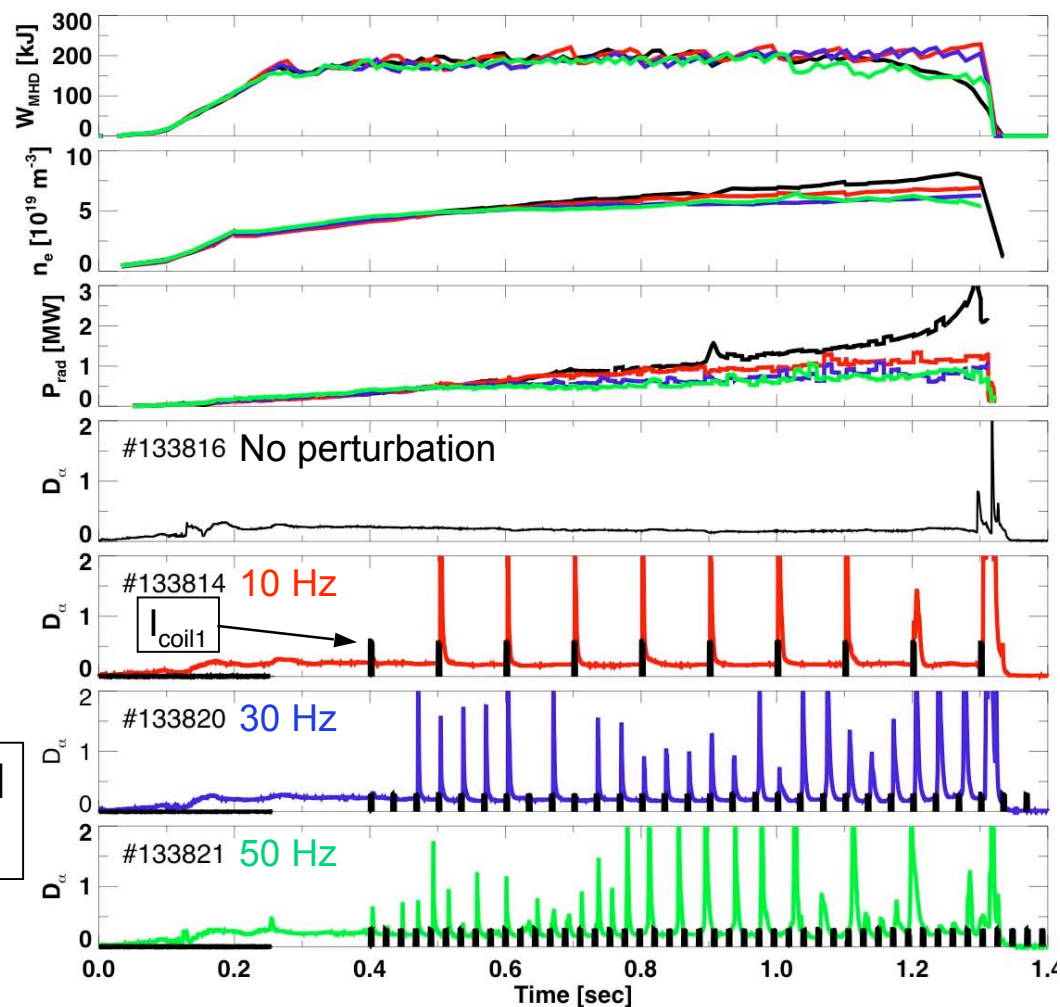 W_MHD [kJ]
300
200
100
0
n_e [10^19 m^-3]
10
5
0
P_rad [MW]
3
2
1
0
D_α
2
1
0
#133816 No perturbation
D_α
2
1
0
#133814 10 Hz
I_coil1
D_α
2
1
0
#133820 30 Hz
D_α
2
1
0
#133821 50 Hz
0.0 0.2 0.4 0.6 0.8 1.0 1.2 1.4
Time [sec]